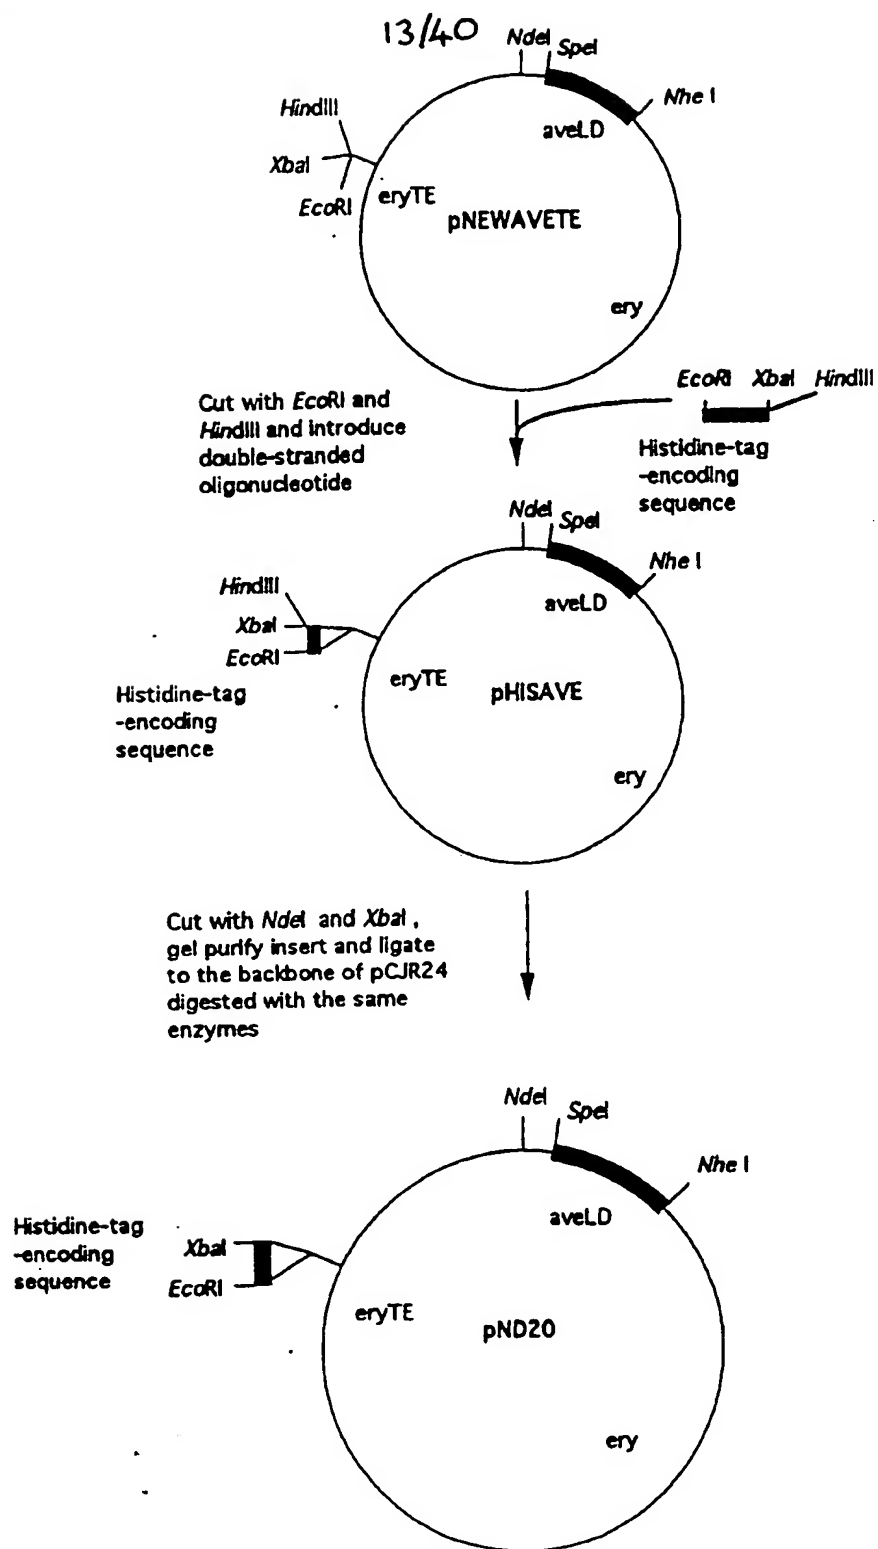 13/40
NdeI
SpeI
Nhe I
HindIII
XbaI
EcoRI
aveLD
eryTE
pNEWAVETE
ery
Cut with EcoRI and
HindIII and introduce
double-stranded
oligonucleotide
EcoRI XbaI HindIII
Histidine-tag
-encoding
sequence
NdeI
SpeI
Nhe I
HindIII
XbaI
EcoRI
aveLD
eryTE
pHISAVE
Histidine-tag
-encoding
sequence
ery
Cut with NdeI and XbaI,
gel purify insert and ligate
to the backbone of pCJR24
digested with the same
enzymes
NdeI
SpeI
Nhe I
aveLD
Histidine-tag
-encoding
sequence
XbaI
EcoRI
eryTE
pND20
ery